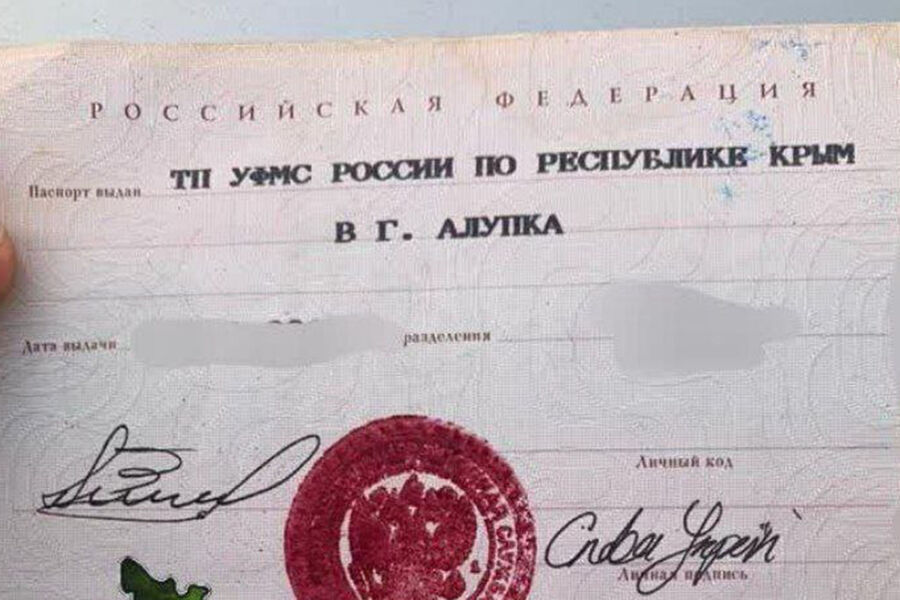 РОССИЙСКАЯ ФЕДЕРАЦИЯ
Паспорт выдан ТП УФМС РОССИИ ПО РЕСПУБЛИКЕ КРЫМ
В Г. АЛУПКА
Дата выдачи разделения
Личный код
Слава Україні
Личная подпись